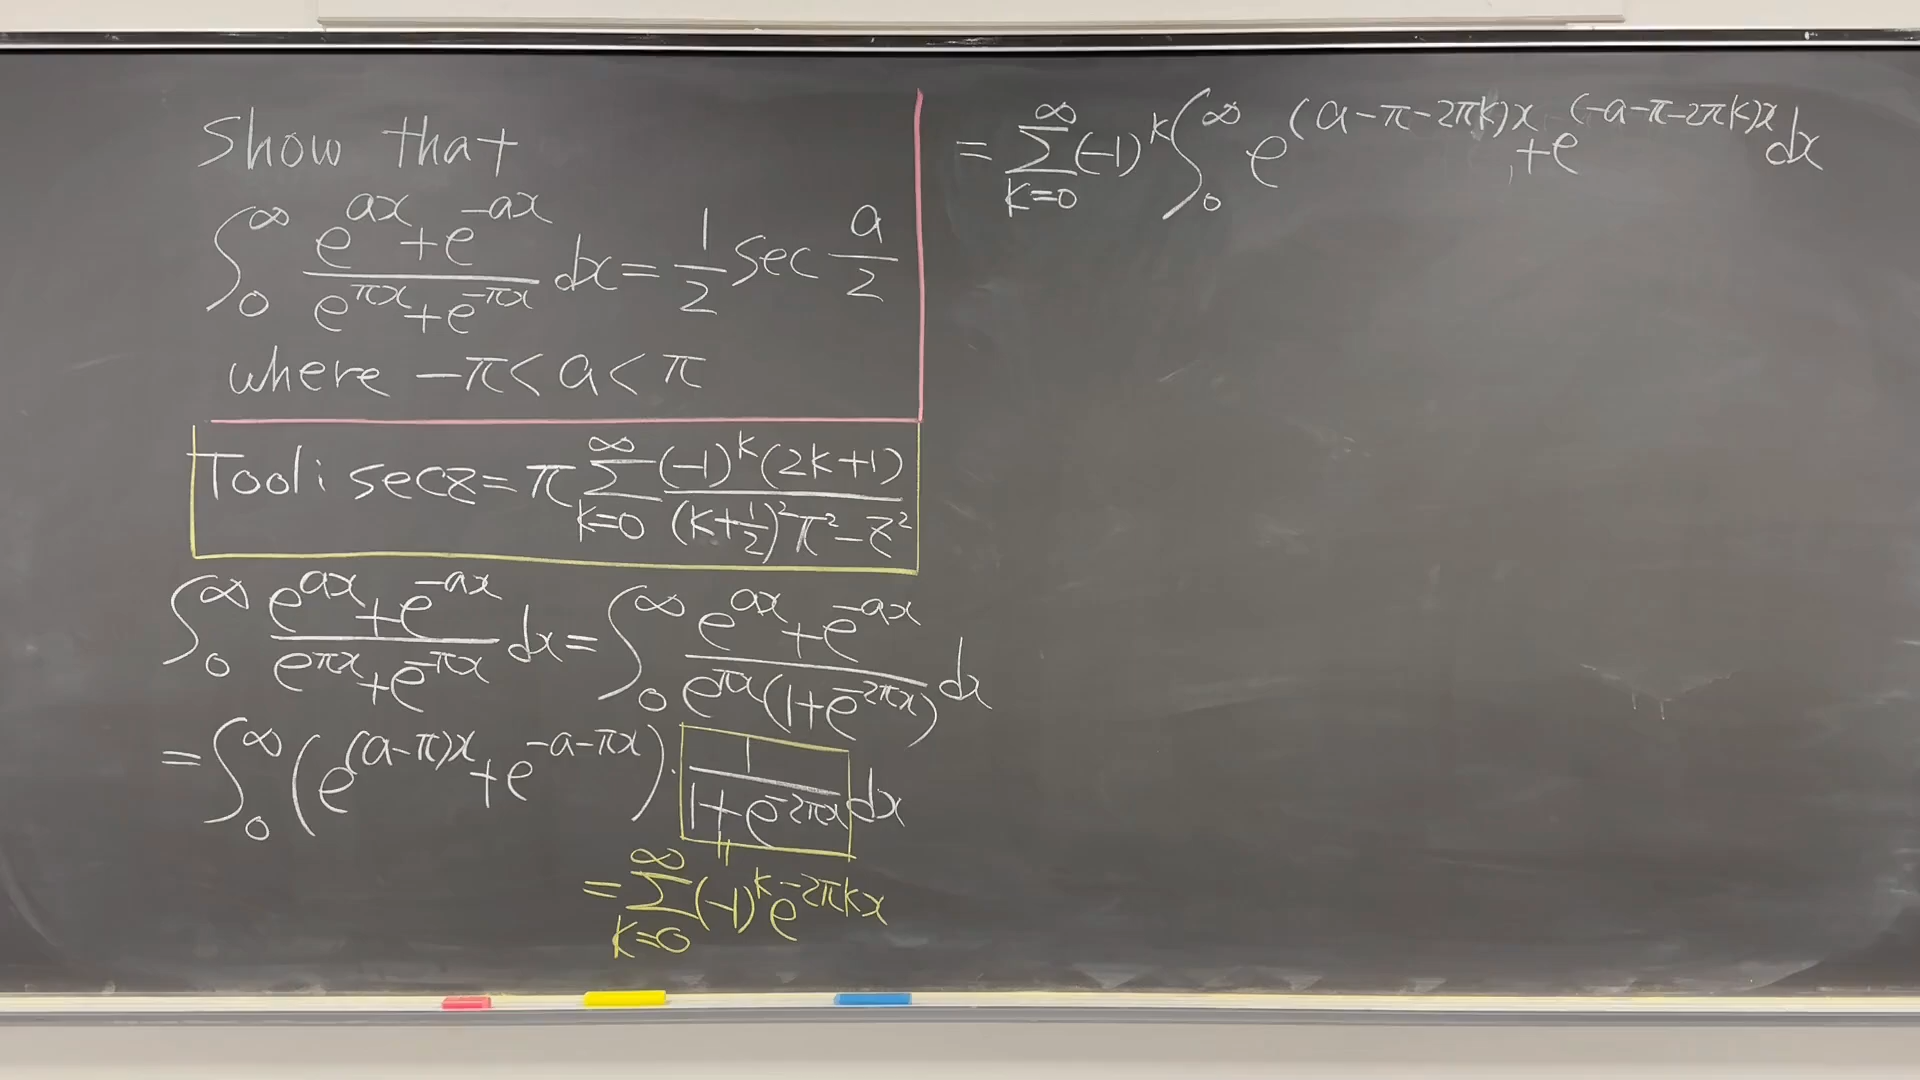 Show that
∫₀^∞ (e^{ax}+e^{-ax})/(e^{πx}+e^{-πx}) dx = 1/2 sec a/2
where -π<a<π
Tool: sec z = π ∑_{k=0}^∞ (-1)^k(2k+1)/((k+1/2)²π²-z²)
∫₀^∞ (e^{ax}+e^{-ax})/(e^{πx}+e^{-πx}) dx = ∫₀^∞ (e^{ax}+e^{-ax})/(e^{πx}(1+e^{-2πx})) dx
= ∫₀^∞ (e^{(a-π)x}+e^{-a-πx}) · 1/(1+e^{-2πx}) dx
= ∑_{k=0}^∞ (-1)^k e^{-2πkx}
= ∑_{k=0}^∞ (-1)^k ∫₀^∞ e^{(a-π-2πk)x}+e^{(-a-π-2πk)x} dx